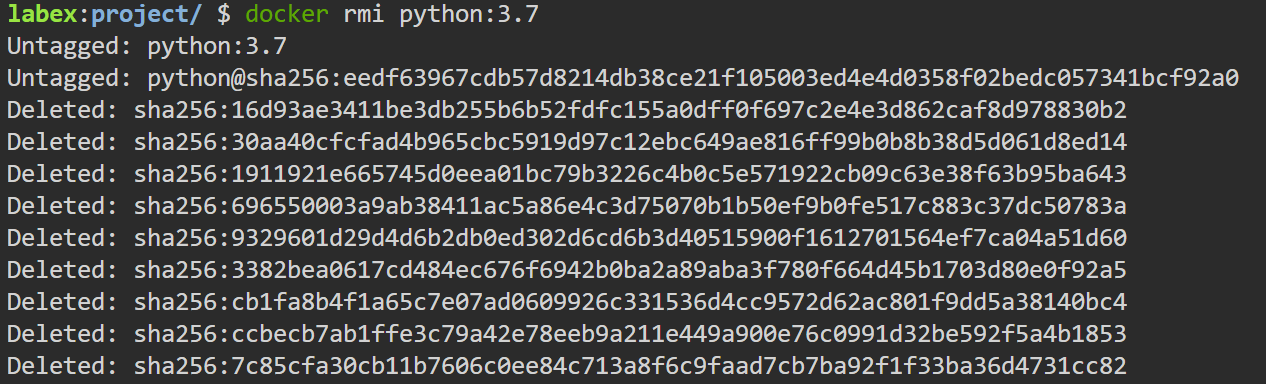 labex:project/ $ docker rmi python:3.7
Untagged: python:3.7
Untagged: python@sha256:eedf63967cdb57d8214db38ce21f105003ed4e4d0358f02bedc057341bcf92a0
Deleted: sha256:16d93ae3411be3db255b6b52fdfc155a0dff0f697c2e4e3d862caf8d978830b2
Deleted: sha256:30aa40cfcfad4b965cbc5919d97c12ebc649ae816ff99b0b8b38d5d061d8ed14
Deleted: sha256:1911921e665745d0eea01bc79b3226c4b0c5e571922cb09c63e38f63b95ba643
Deleted: sha256:696550003a9ab38411ac5a86e4c3d75070b1b50ef9b0fe517c883c37dc50783a
Deleted: sha256:9329601d29d4d6b2db0ed302d6cd6b3d40515900f1612701564ef7ca04a51d60
Deleted: sha256:3382bea0617cd484ec676f6942b0ba2a89aba3f780f664d45b1703d80e0f92a5
Deleted: sha256:cb1fa8b4f1a65c7e07ad0609926c331536d4cc9572d62ac801f9dd5a38140bc4
Deleted: sha256:ccbecb7ab1ffe3c79a42e78eeb9a211e449a900e76c0991d32be592f5a4b1853
Deleted: sha256:7c85cfa30cb11b7606c0ee84c713a8f6c9faad7cb7ba92f1f33ba36d4731cc82